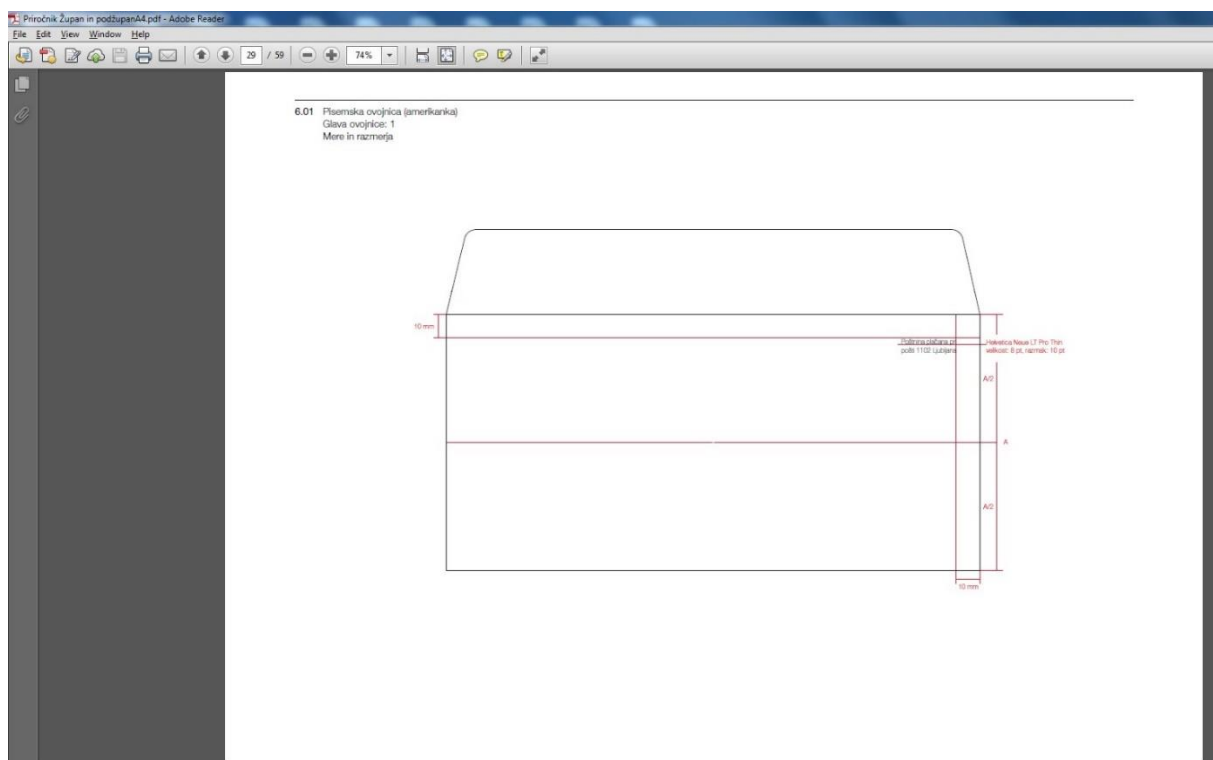 Priročnik Župan in podžupanA4.pdf - Adobe Reader
File Edit View Window Help
29 / 59 74%
6.01 Pisemska ovojnica (amerikanka)
Glava ovojnice: 1
Mere in razmerja
10 mm
Poštnina plačana pri
pošti 1102 Ljubljana
Helvetica Neue LT Pro Thin
velikost: 8 pt, razmik: 10 pt
A/2
A
A/2
10 mm